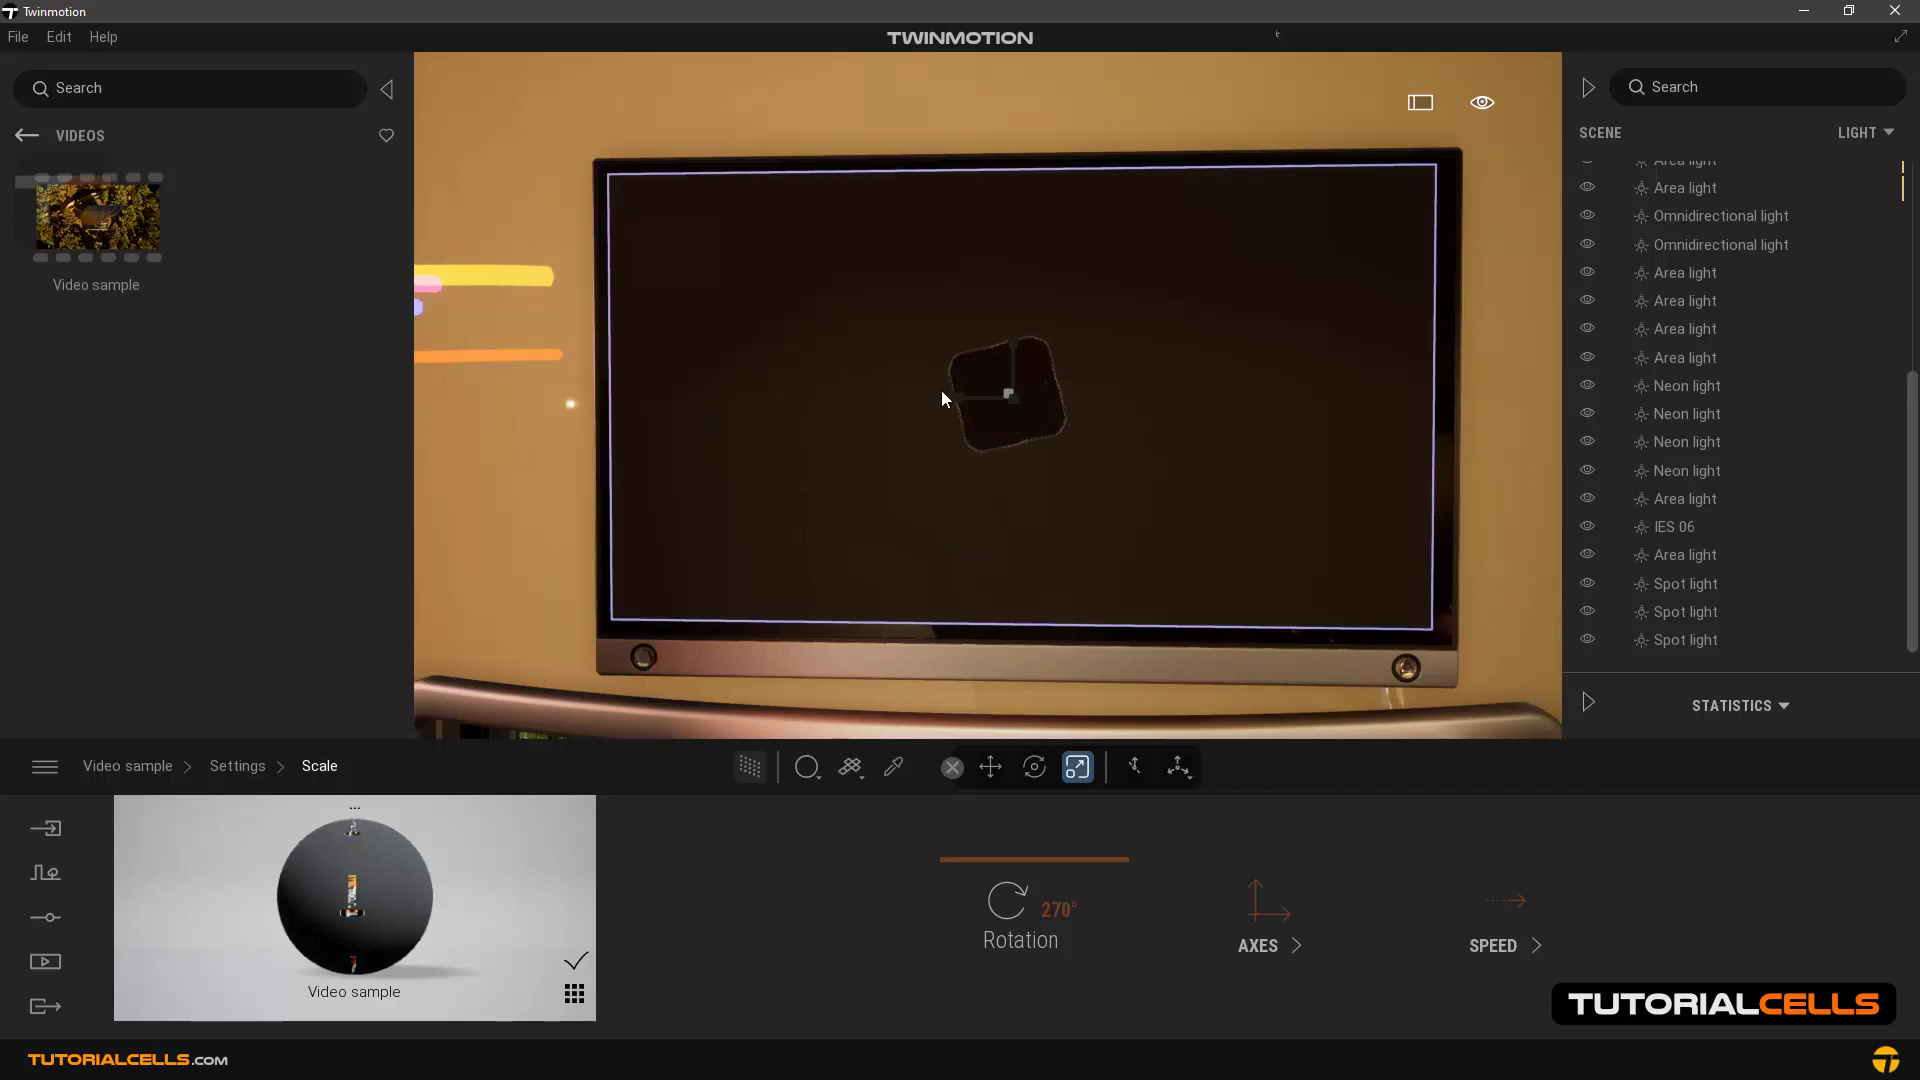 Twinmotion
File Edit Help
TWINMOTION
Search
VIDEOS
Video sample
Search
SCENE
LIGHT
Area light
Area light
Omnidirectional light
Omnidirectional light
Area light
Area light
Area light
Area light
Neon light
Neon light
Neon light
Neon light
Area light
IES 06
Area light
Spot light
Spot light
Spot light
STATISTICS
Video sample
Settings
Scale
...
Video sample
270°
Rotation
AXES
SPEED
TUTORIALCELLS
TUTORIALCELLS.COM